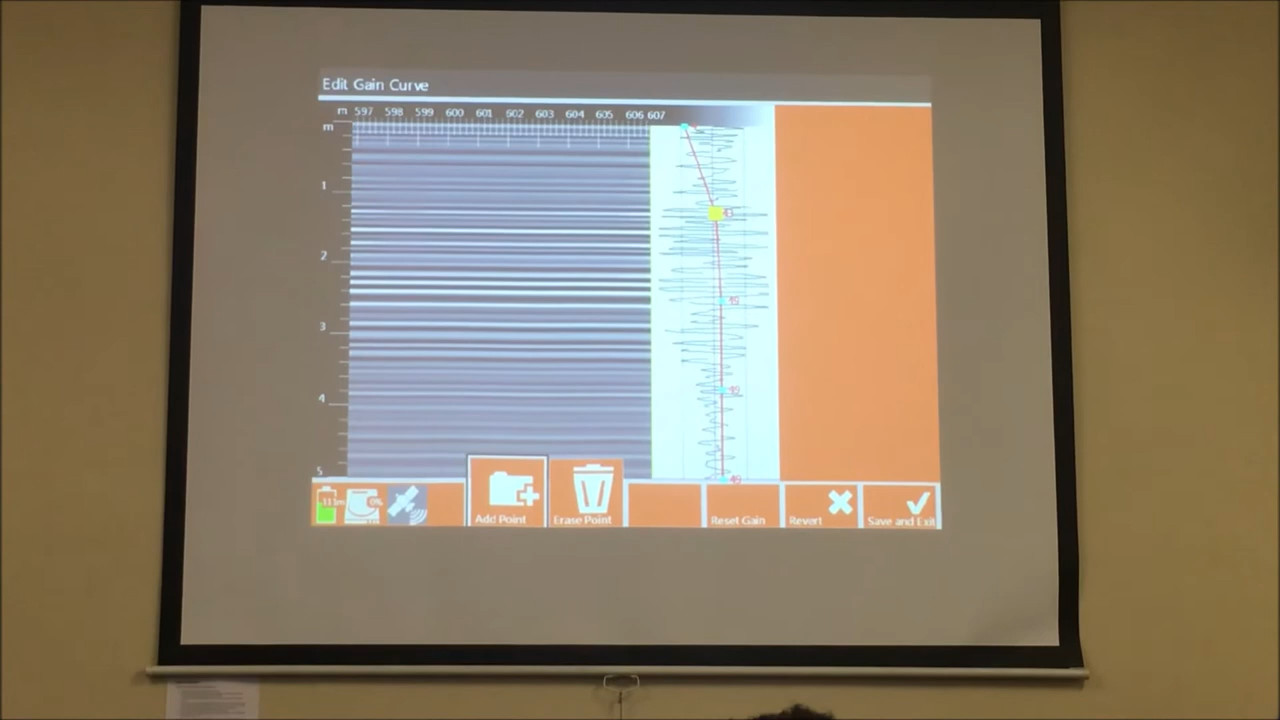 Edit Gain Curve
m 597 598 599 600 601 602 603 604 605 606 607
m
1
2
3
4
5
Add Point
Erase Point
Reset Gain
Revert
Save and Exit